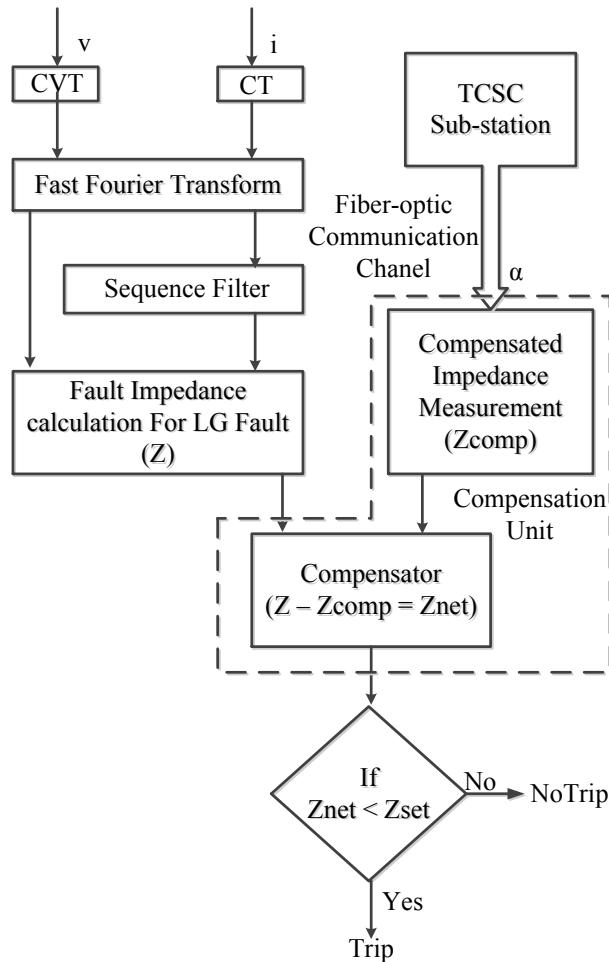 v
i
CVT
CT
TCSC
Sub-station
Fast Fourier Transform
Fiber-optic
Communication
Chanel
α
Sequence Filter
Compensated
Impedance
Measurement
(Zcomp)
Fault Impedance
calculation For LG Fault
(Z)
Compensation
Unit
Compensator
(Z – Zcomp = Znet)
If
Znet < Zset
No
NoTrip
Yes
Trip